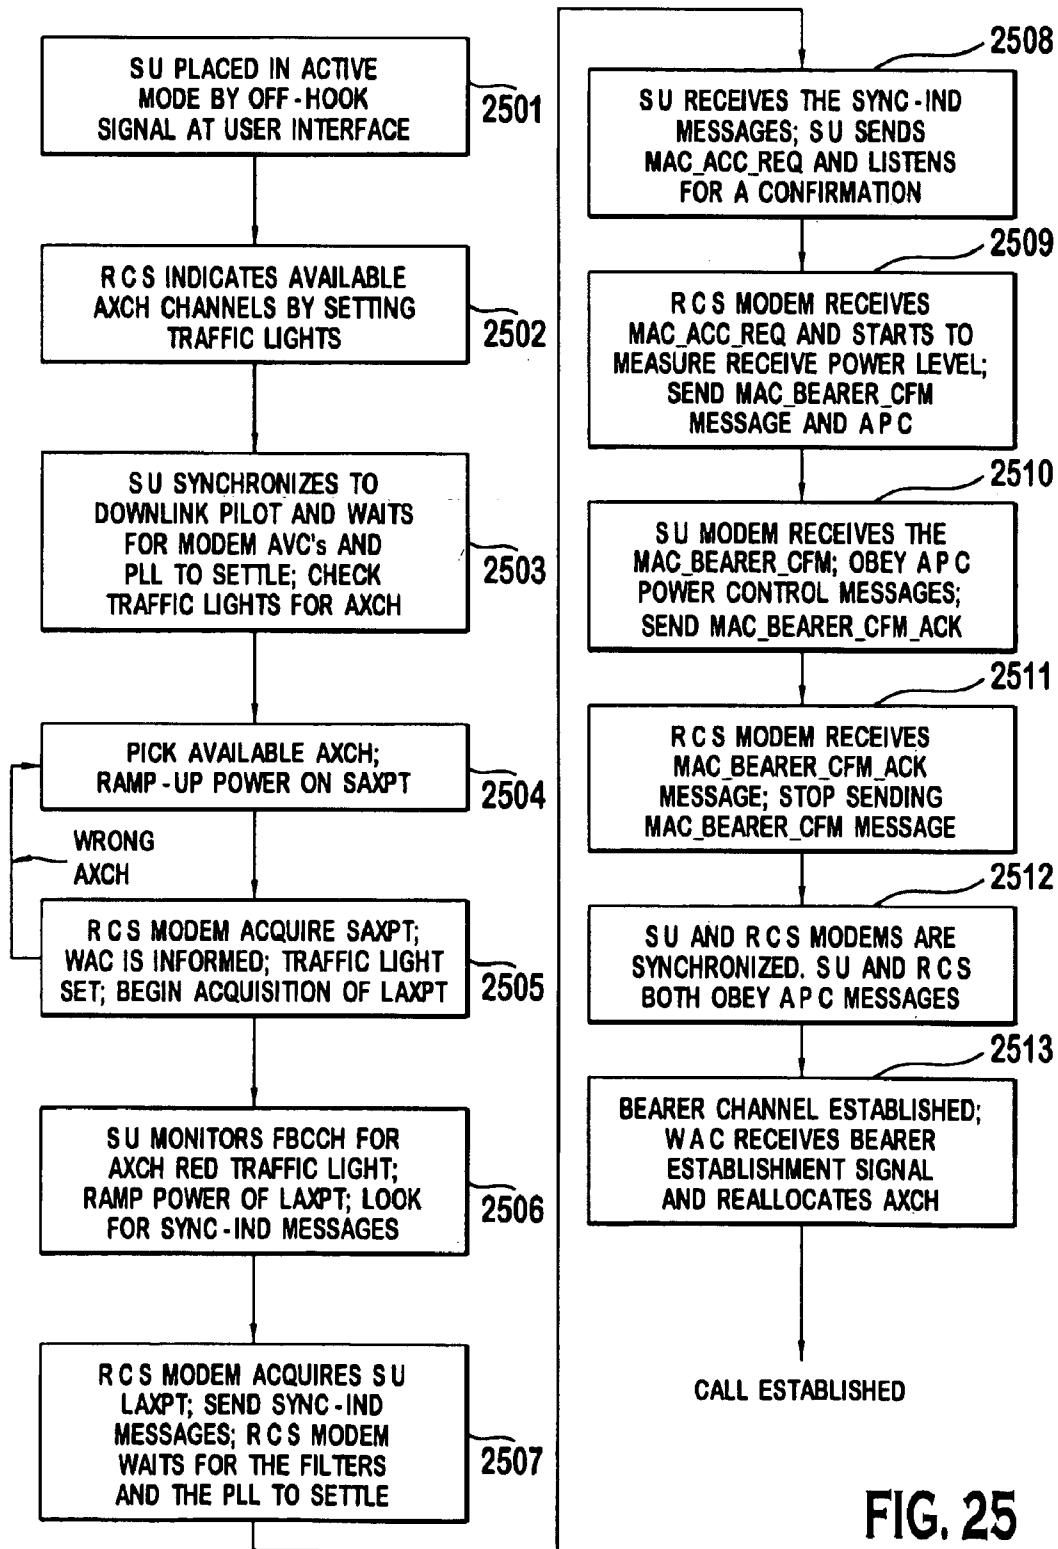 SU PLACED IN ACTIVE
MODE BY OFF-HOOK
SIGNAL AT USER INTERFACE
2501
RCS INDICATES AVAILABLE
AXCH CHANNELS BY SETTING
TRAFFIC LIGHTS
2502
SU SYNCHRONIZES TO
DOWNLINK PILOT AND WAITS
FOR MODEM AVC's AND
PLL TO SETTLE; CHECK
TRAFFIC LIGHTS FOR AXCH
2503
PICK AVAILABLE AXCH;
RAMP-UP POWER ON SAXPT
2504
WRONG
AXCH
RCS MODEM ACQUIRE SAXPT;
WAC IS INFORMED; TRAFFIC LIGHT
SET; BEGIN ACQUISITION OF LAXPT
2505
SU MONITORS FBCCH FOR
AXCH RED TRAFFIC LIGHT;
RAMP POWER OF LAXPT; LOOK
FOR SYNC-IND MESSAGES
2506
RCS MODEM ACQUIRES SU
LAXPT; SEND SYNC-IND
MESSAGES; RCS MODEM
WAITS FOR THE FILTERS
AND THE PLL TO SETTLE
2507
2508
SU RECEIVES THE SYNC-IND
MESSAGES; SU SENDS
MAC_ACC_REQ AND LISTENS
FOR A CONFIRMATION
2509
RCS MODEM RECEIVES
MAC_ACC_REQ AND STARTS TO
MEASURE RECEIVE POWER LEVEL;
SEND MAC_BEARER_CFM
MESSAGE AND APC
2510
SU MODEM RECEIVES THE
MAC_BEARER_CFM; OBEY APC
POWER CONTROL MESSAGES;
SEND MAC_BEARER_CFM_ACK
2511
RCS MODEM RECEIVES
MAC_BEARER_CFM_ACK
MESSAGE; STOP SENDING
MAC_BEARER_CFM MESSAGE
2512
SU AND RCS MODEMS ARE
SYNCHRONIZED. SU AND RCS
BOTH OBEY APC MESSAGES
2513
BEARER CHANNEL ESTABLISHED;
WAC RECEIVES BEARER
ESTABLISHMENT SIGNAL
AND REALLOCATES AXCH
CALL ESTABLISHED
FIG. 25